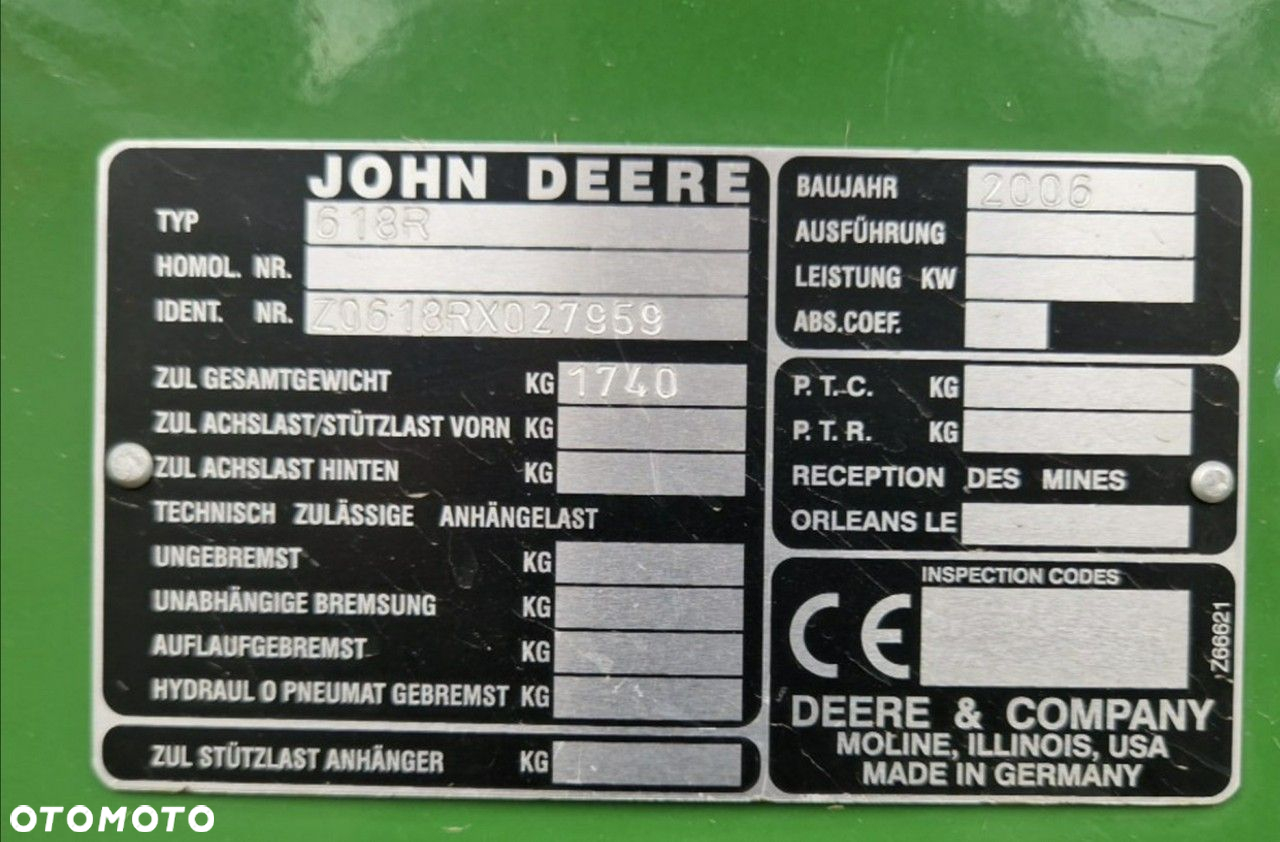 JOHN DEERE
TYP 618R
HOMOL. NR.
IDENT. NR. Z0618RX027959
ZUL GESAMTGEWICHT KG 1740
ZUL ACHSLAST/STÜTZLAST VORN KG
ZUL ACHSLAST HINTEN KG
TECHNISCH ZULÄSSIGE ANHÄNGELAST
UNGEBREMST KG
UNABHÄNGIGE BREMSUNG KG
AUFLAUFGEBREMST KG
HYDRAUL O PNEUMAT GEBREMST KG
ZUL STÜTZLAST ANHÄNGER KG
BAUJAHR 2006
AUSFÜHRUNG
LEISTUNG KW
ABS.COEF.
P. T.-C. KG
P. T. R. KG
RECEPTION DES MINES
ORLEANS LE
INSPECTION CODES
CE
Z66621
DEERE & COMPANY
MOLINE, ILLINOIS, USA
MADE IN GERMANY
OTOMOTO